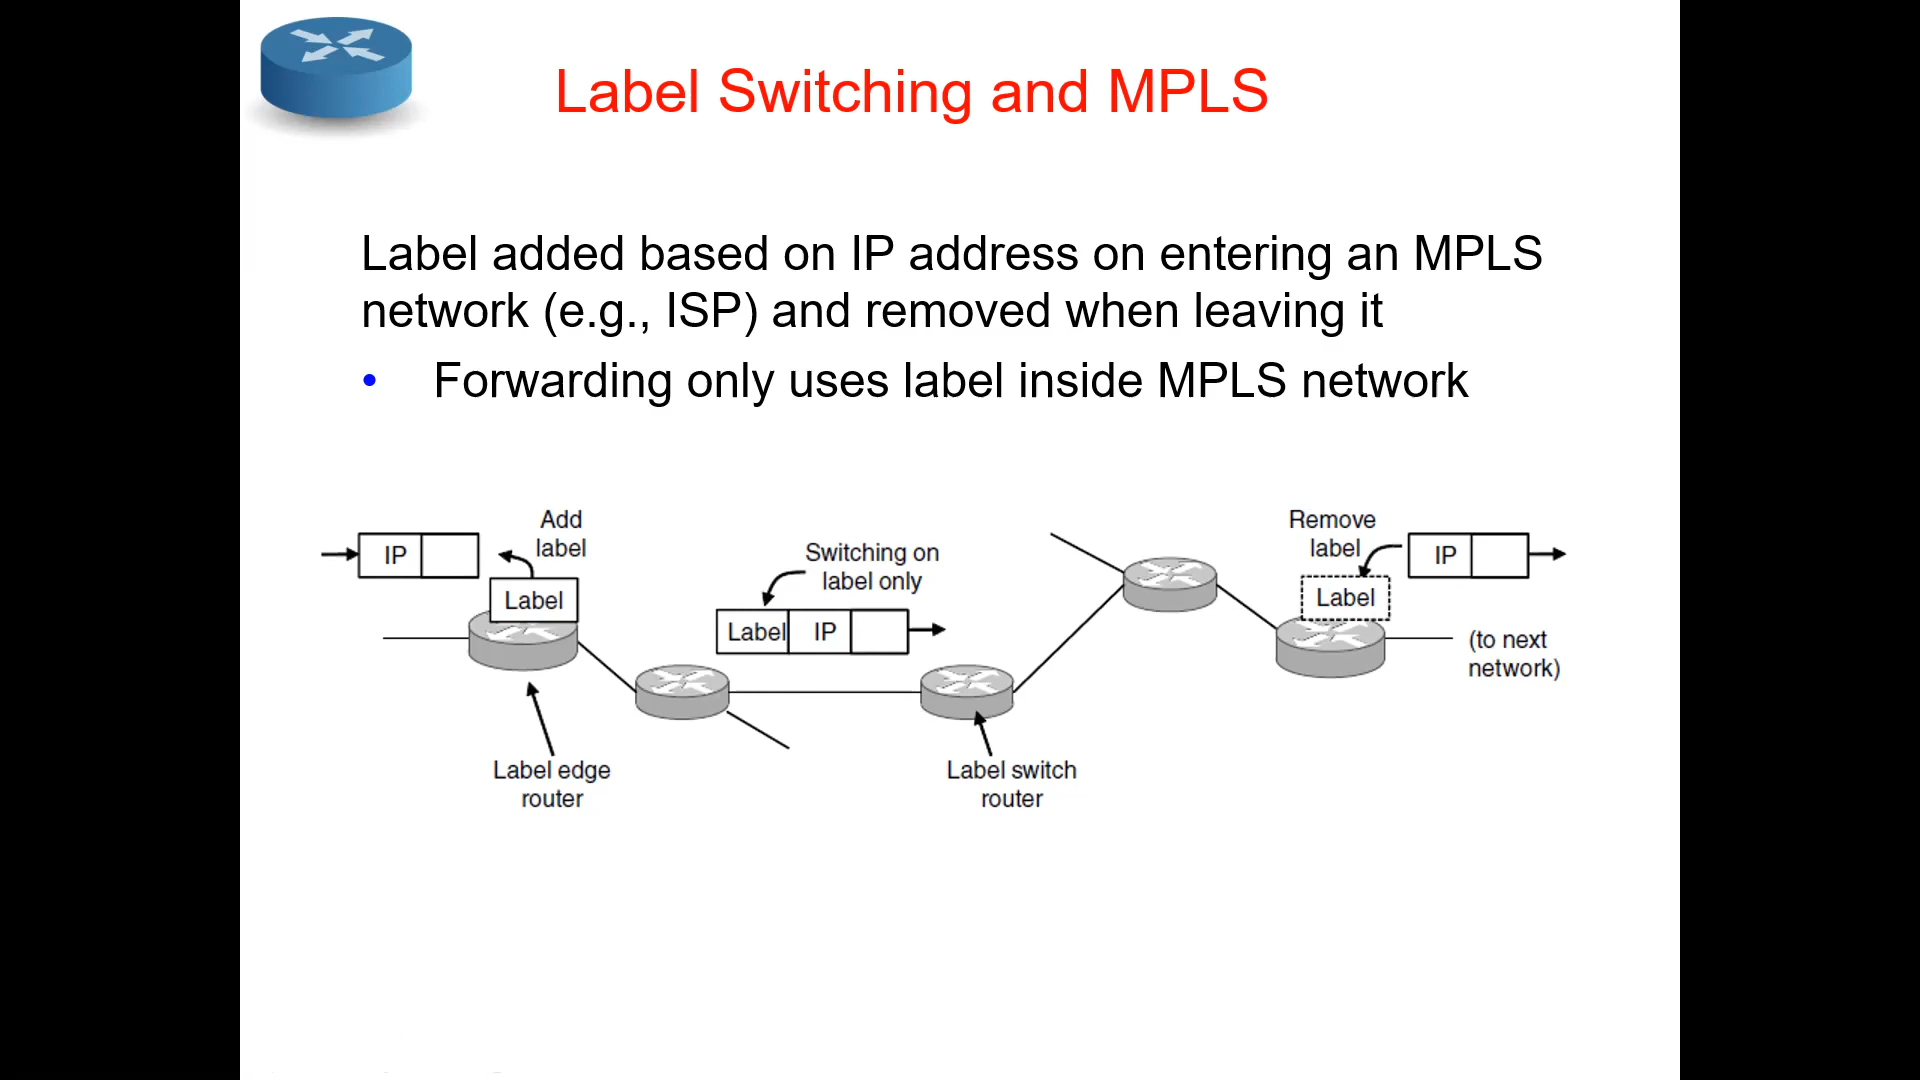 Label Switching and MPLS
Label added based on IP address on entering an MPLS
network (e.g., ISP) and removed when leaving it
• Forwarding only uses label inside MPLS network
Add
label
IP
Label
Switching on
label only
Label IP
Remove
label
IP
Label
(to next
network)
Label edge
router
Label switch
router